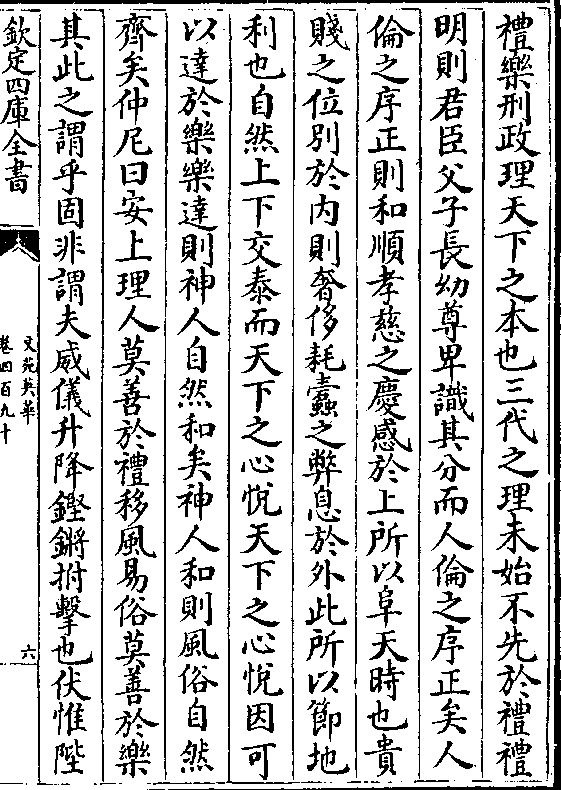 禮樂刑政理天下之本也三代之理未始不先於禮禮
明則君臣父子長幼尊卑識其分而人倫之序正矣人
倫之序正則和順孝慈之慶感於上所以阜天時也貴
賤之位別於内則奢侈耗蠹之弊息於外此所以節地
利也自然上下交泰而天下之心悅天下之心悅因可
以達於樂樂達則神人自然和矣神人和則風俗自然
齊矣仲尼曰安上理人莫善於禮移風易俗莫善於樂
其此之謂乎固非謂夫威儀升降鏗鏘拊擊也伏惟陛
欽定四庫全書
文苑英華
卷四百九十
六